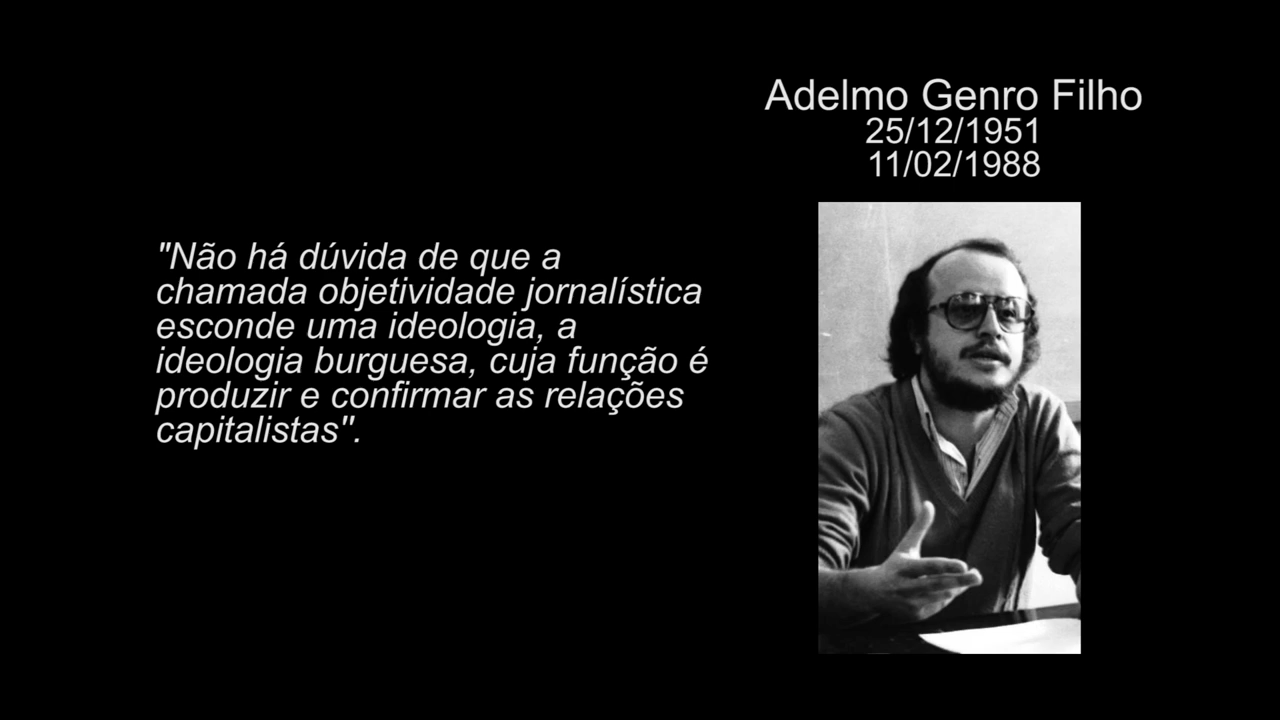 Adelmo Genro Filho
25/12/1951
11/02/1988
"Não há dúvida de que a
chamada objetividade jornalística
esconde uma ideologia, a
ideologia burguesa, cuja função é
produzir e confirmar as relações
capitalistas".